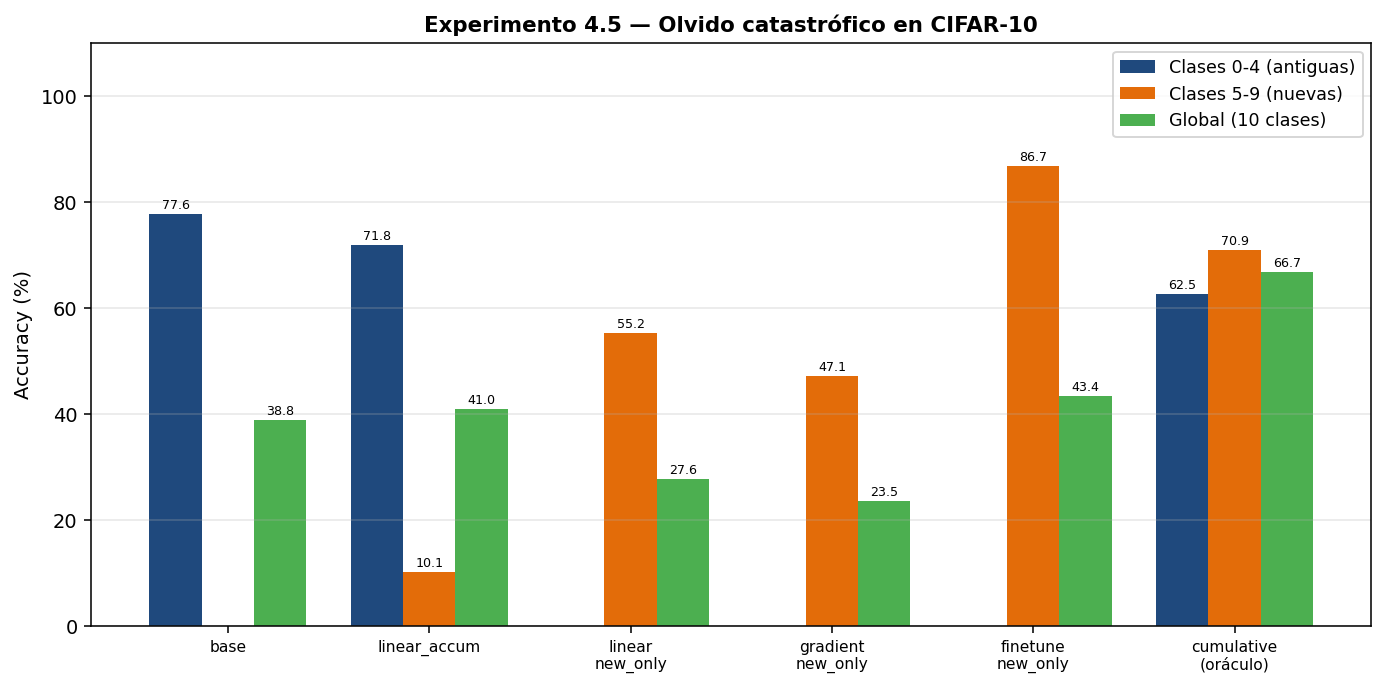 Experimento 4.5 — Olvido catastrófico en CIFAR-10
Clases 0-4 (antiguas)
Clases 5-9 (nuevas)
Global (10 clases)
Accuracy (%)
100
80
60
40
20
0
77.6
38.8
71.8
10.1
41.0
55.2
27.6
47.1
23.5
86.7
43.4
62.5
70.9
66.7
base
linear_accum
linear
new_only
gradient
new_only
finetune
new_only
cumulative
(oráculo)